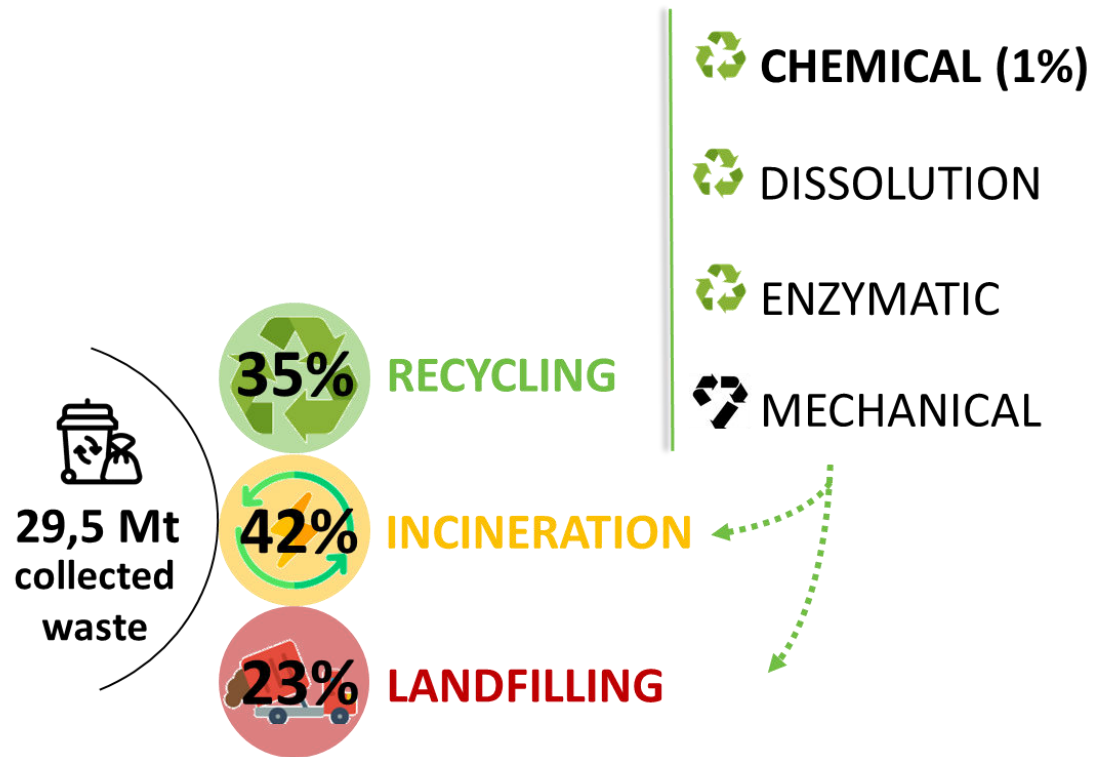 CHEMICAL (1%)
DISSOLUTION
ENZYMATIC
MECHANICAL
35% RECYCLING
42% INCINERATION
23% LANDFILLING
29,5 Mt
collected
waste